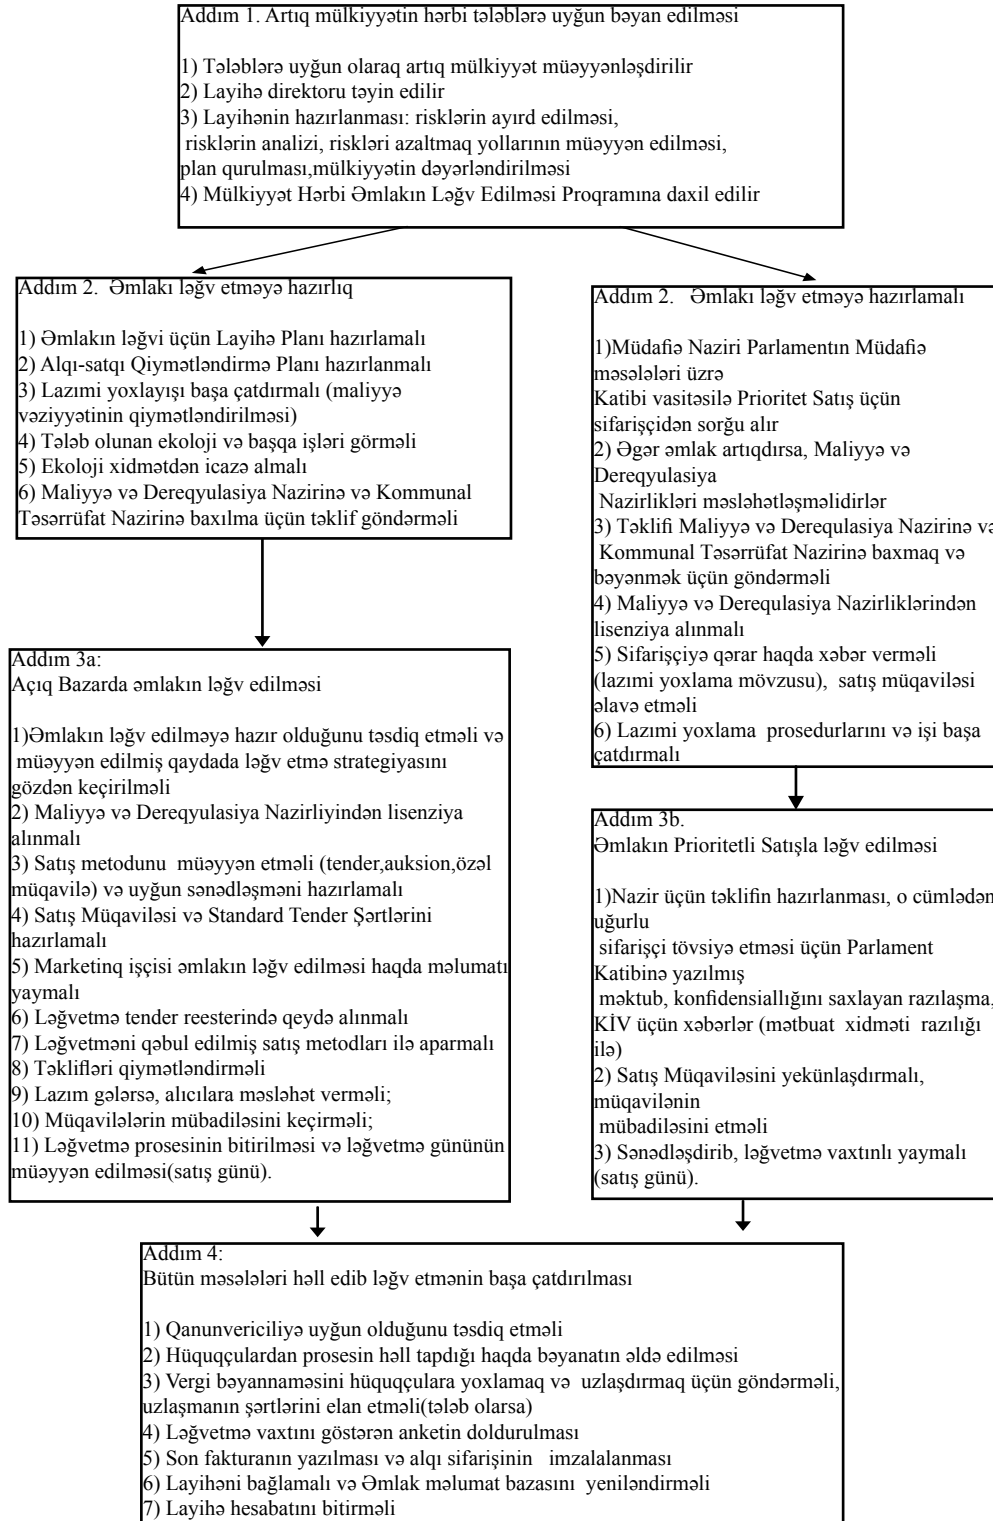 Addım 1. Artıq mülkiyyətin hərbi tələblərə uyğun bəyan edilməsi
1) Tələblərə uyğun olaraq artıq mülkiyyət müəyyənləşdirilir
2) Layihə direktoru təyin edilir
3) Layihənin hazırlanması: risklərin ayırd edilməsi,
risklərin analizi, riskləri azaltmaq yollarının müəyyən edilməsi,
plan qurulması,mülkiyyətin dəyərləndirilməsi
4) Mülkiyyət Hərbi Əmlakın Ləğv Edilməsi Proqramına daxil edilir
Addım 2.  Əmlakı ləğv etməyə hazırlıq
1) Əmlakın ləğvi üçün Layihə Planı hazırlamalı
2) Alqı-satqı Qiymətləndirmə Planı hazırlanmalı
3) Lazımi yoxlayışı başa çatdırmalı (maliyyə
vəziyyətinin qiymətləndirilməsi)
4) Tələb olunan ekoloji və başqa işləri görməli
5) Ekoloji xidmətdən icazə almalı
6) Maliyyə və Dereqyulasiya Nazirinə və Kommunal
Təsərrüfat Nazirinə baxılma üçün təklif göndərməli
Addım 2.   Əmlakı ləğv etməyə hazırlamalı
1)Müdafiə Naziri Parlamentın Müdafiə
məsələləri üzrə
Katibi vasitəsilə Prioritet Satış üçün
sifarişçidən sorğu alır
2) Əgər əmlak artıqdırsa, Maliyyə və
Dereqyulasiya
Nazirlikləri məsləhətləşməlidirlər
3) Təklifi Maliyyə və Derequlasiya Nazirinə və
Kommunal Təsərrüfat Nazirinə baxmaq və
bəyənmək üçün göndərməli
4) Maliyyə və Derequlasiya Nazirliklərindən
lisenziya alınmalı
5) Sifarişçiyə qərar haqda xəbər verməli
(lazımi yoxlama mövzusu),  satış müqaviləsi
əlavə etməli
6) Lazımi yoxlama  prosedurlarını və işi başa
çatdırmalı
Addım 3a:
Açıq Bazarda əmlakın ləğv edilməsi
1)Əmlakın ləğv edilməyə hazır olduğunu təsdiq etməli və
müəyyən edilmiş qaydada ləğv etmə strategiyasını
gözdən keçirilməli
2) Maliyyə və Dereqyulasiya Nazirliyindən lisenziya
alınmalı
3) Satış metodunu  müəyyən etməli (tender,auksion,özəl
müqavilə) və uyğun sənədləşməni hazırlamalı
4) Satış Müqaviləsi və Standard Tender Şərtlərini
hazırlamalı
5) Marketinq işçisi əmlakın ləğv edilməsi haqda məlumatı
yaymalı
6) Ləğvetmə tender reesterində qeydə alınmalı
7) Ləğvetməni qəbul edilmiş satış metodları ilə aparmalı
8) Təklifləri qiymətləndirməli
9) Lazım gələrsə, alıcılara məsləhət verməli;
10) Müqavilələrin mübadiləsini keçirməli;
11) Ləğvetmə prosesinin bitirilməsi və ləğvetmə gününün
müəyyən edilməsi(satış günü).
Addım 3b.
Əmlakın Prioritetli Satışla ləğv edilməsi
1)Nazir üçün təklifin hazırlanması, o cümlədən
uğurlu
sifarişçi tövsiyə etməsi üçün Parlament
Katibinə yazılmış
məktub, konfidensiallığını saxlayan razılaşma,
KİV üçün xəbərlər (mətbuat  xidməti  razılığı
ilə)
2) Satış Müqaviləsini yekünlaşdırmalı,
müqavilənin
mübadiləsini etməli
3) Sənədləşdirib, ləğvetmə vaxtınlı yaymalı
(satış günü).
Addım 4:
Bütün məsələləri həll edib ləğv etmənin başa çatdırılması
1) Qanunvericiliyə uyğun olduğunu təsdiq etməli
2) Hüquqçulardan prosesin həll tapdığı haqda bəyanatın əldə edilməsi
3) Vergi bəyannaməsini hüquqçulara yoxlamaq və  uzlaşdırmaq üçün göndərməli,
uzlaşmanın şərtlərini elan etməli(tələb olarsa)
4) Ləğvetmə vaxtını göstərən anketin doldurulması
5) Son fakturanın yazılması və alqı sifarişinin   imzalalanması
6) Layihəni bağlamalı və Əmlak məlumat bazasını  yeniləndirməli
7) Layihə hesabatını bitirməli